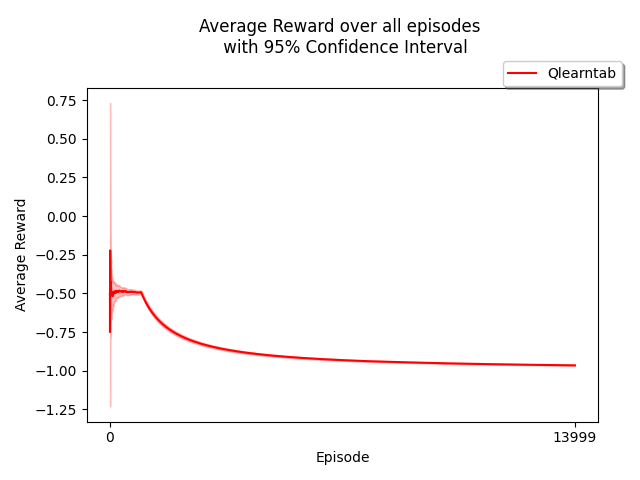 Average Reward over all episodes
with 95% Confidence Interval
Qlearntab
0.75
0.50
0.25
0.00
−0.25
−0.50
−0.75
−1.00
−1.25
Average Reward
0
13999
Episode